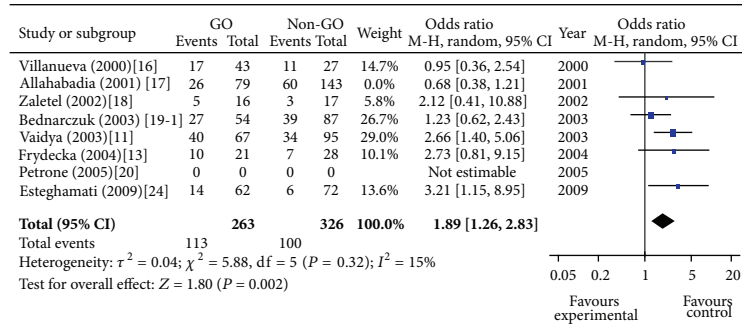 Study or subgroup GO Non-GO Weight Odds ratio Year Odds ratio
Events Total Events Total M-H, random, 95% CI M-H, random, 95% CI
Villanueva (2000)[16] 17 43 11 27 14.7% 0.95 [0.36, 2.54] 2000
Allahabadia (2001) [17] 26 79 60 143 0.0% 0.68 [0.38, 1.21] 2001
Zaletel (2002)[18] 5 16 3 17 5.8% 2.12 [0.41, 10.88] 2002
Bednarczuk (2003) [19-1] 27 54 39 87 26.7% 1.23 [0.62, 2.43] 2003
Vaidya (2003)[11] 40 67 34 95 29.0% 2.66 [1.40, 5.06] 2003
Frydecka (2004)[13] 10 21 7 28 10.1% 2.73 [0.81, 9.15] 2004
Petrone (2005)[20] 0 0 0 0 Not estimable 2005
Esteghamati (2009)[24] 14 62 6 72 13.6% 3.21 [1.15, 8.95] 2009
Total (95% CI) 263 326 100.0% 1.89 [1.26, 2.83]
Total events 113 100
Heterogeneity: τ² = 0.04; χ² = 5.88, df = 5 (P = 0.32); I² = 15%
Test for overall effect: Z = 1.80 (P = 0.002)
0.05 0.2 1 5 20
Favours experimental Favours control